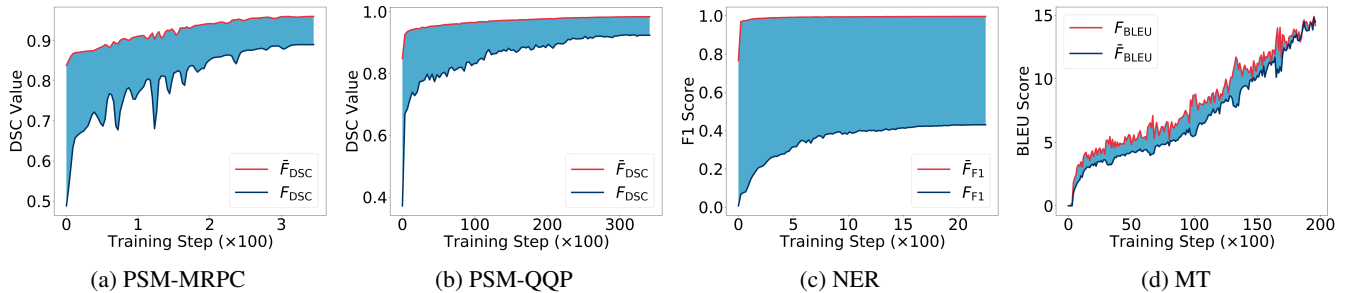 DSC Value
0.9
0.8
0.7
0.6
0.5
F̄DSC
FDSC
0 1 2 3
Training Step (×100)
(a) PSM-MRPC
DSC Value
1.0
0.8
0.6
0.4
F̄DSC
FDSC
0 100 200 300
Training Step (×100)
(b) PSM-QQP
F1 Score
1.0
0.8
0.6
0.4
0.2
0.0
F̄F1
FF1
0 5 10 15 20
Training Step (×100)
(c) NER
BLEU Score
15
10
5
0
FBLEU
F̄BLEU
0 50 100 150 200
Training Step (×100)
(d) MT